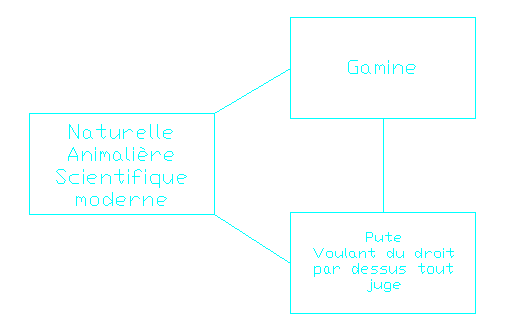 Gamine
Naturelle
Animalière
Scientifique
moderne
Pute
Voulant du droit
par dessus tout
juge